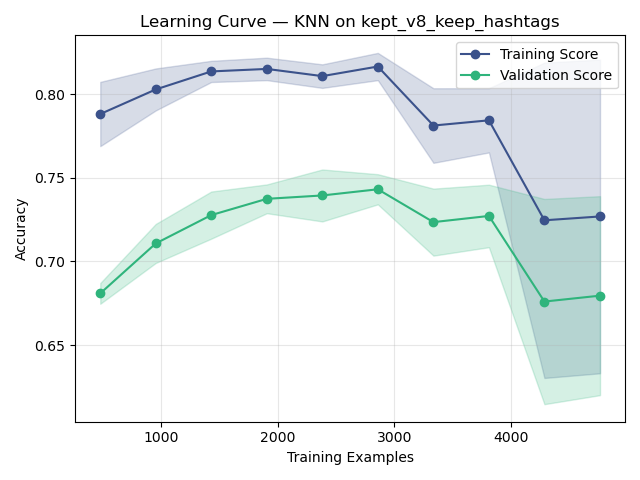 Learning Curve — KNN on kept_v8_keep_hashtags
Training Score
Validation Score
Accuracy
0.80
0.75
0.70
0.65
1000 2000 3000 4000
Training Examples